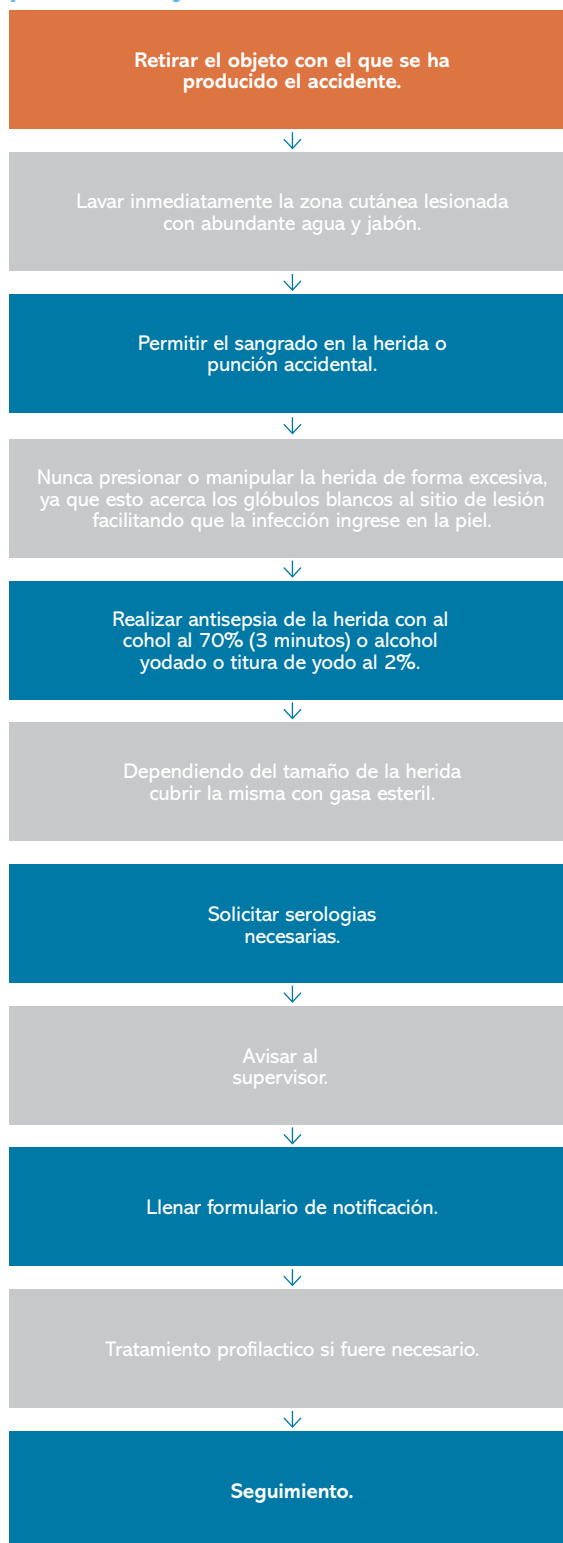 Retirar el objeto con el que se ha
producido el accidente.
Lavar inmediatamente la zona cutánea lesionada
con abundante agua y jabón.
Permitir el sangrado en la herida o
punción accidental.
Nunca presionar o manipular la herida de forma excesiva,
ya que esto acerca los glóbulos blancos al sitio de lesión
facilitando que la infección ingrese en la piel.
Realizar antisepsia de la herida con al
cohol al 70% (3 minutos) o alcohol
yodado o titura de yodo al 2%.
Dependiendo del tamaño de la herida
cubrir la misma con gasa esteril.
Solicitar serologias
necesarias.
Avisar al
supervisor.
Llenar formulario de notificación.
Tratamiento profilactico si fuere necesario.
Seguimiento.